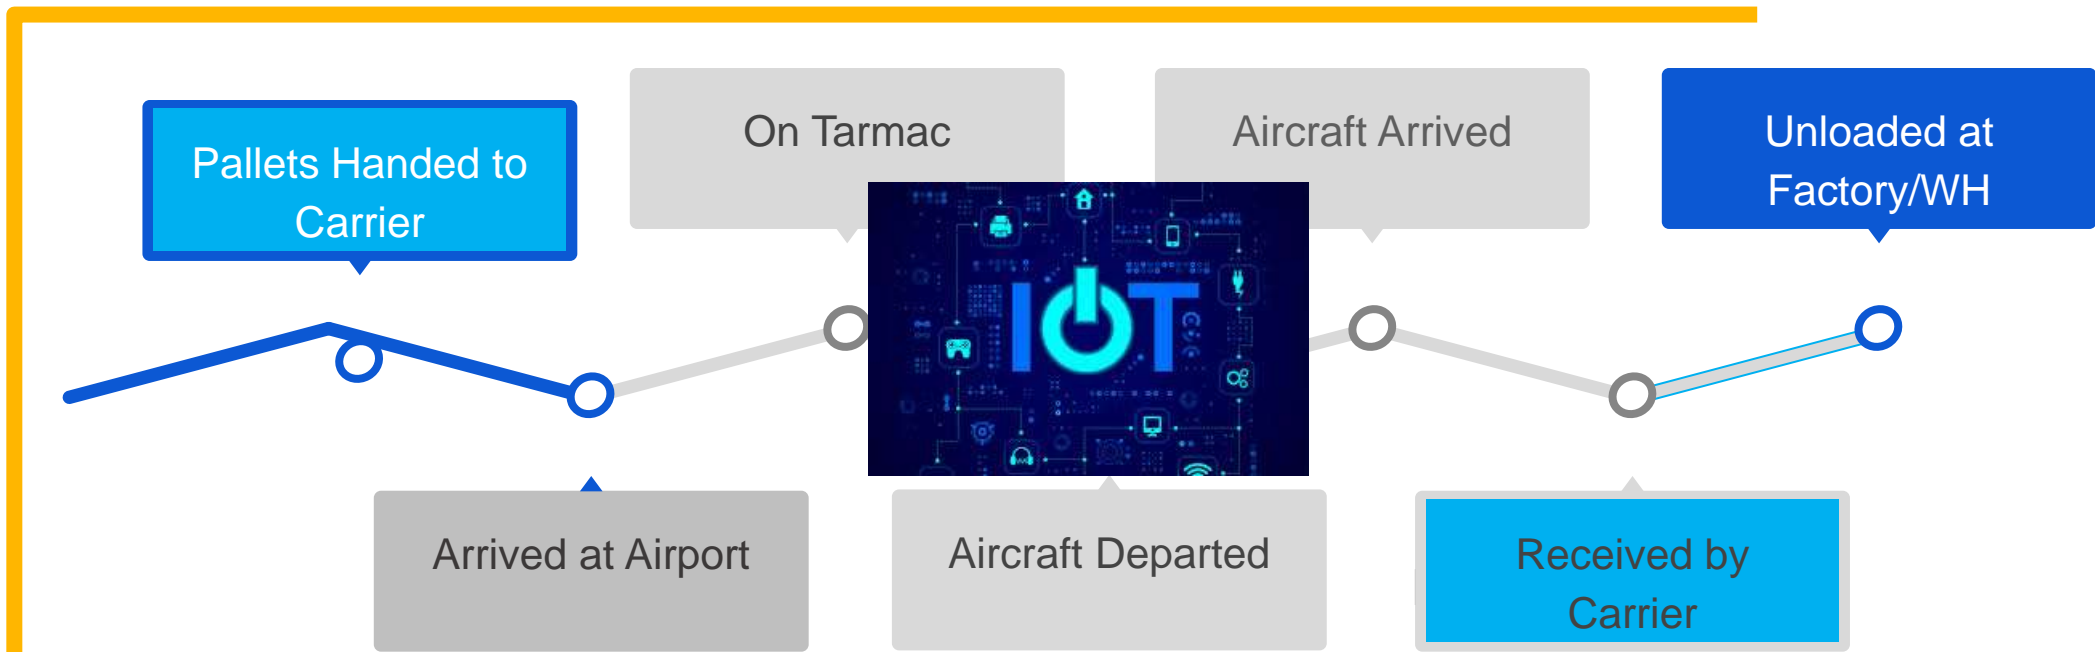 Pallets Handed to
Carrier
Arrived at Airport
On Tarmac
IOT
Aircraft Departed
Aircraft Arrived
Received by
Carrier
Unloaded at
Factory/WH